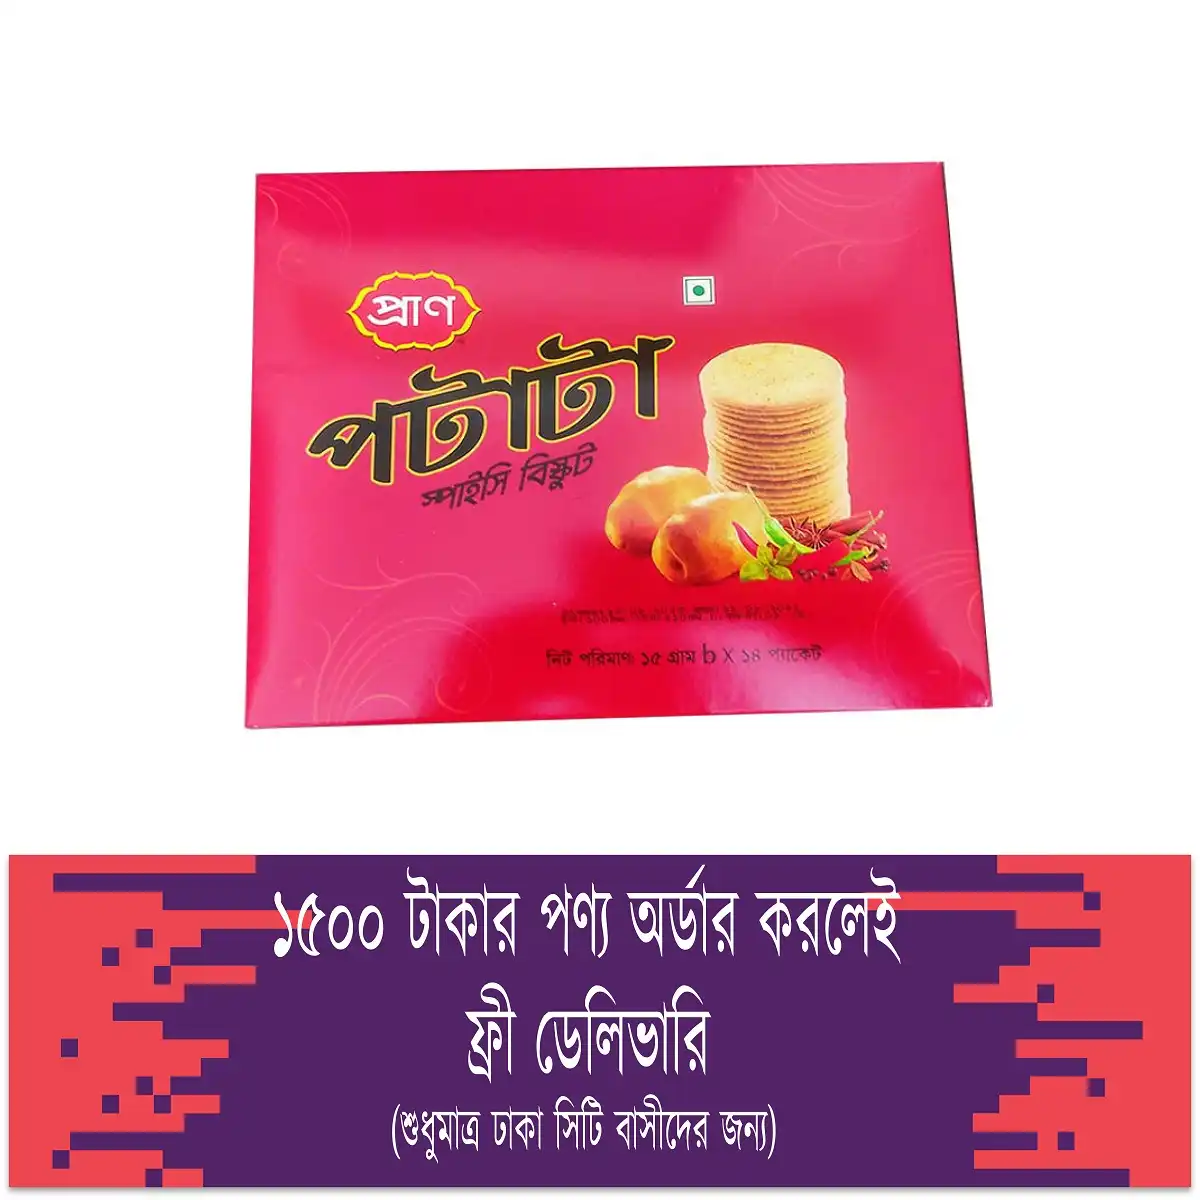 প্রাণ
পটাটা
স্পাইসি বিস্কুট
নিট পরিমাণ: ১৫ গ্রাম b X ১৪ প্যাকেট
১৫০০ টাকার পণ্য অর্ডার করলেই
ফ্রী ডেলিভারি
(শুধুমাত্র ঢাকা সিটি বাসীদের জন্য)